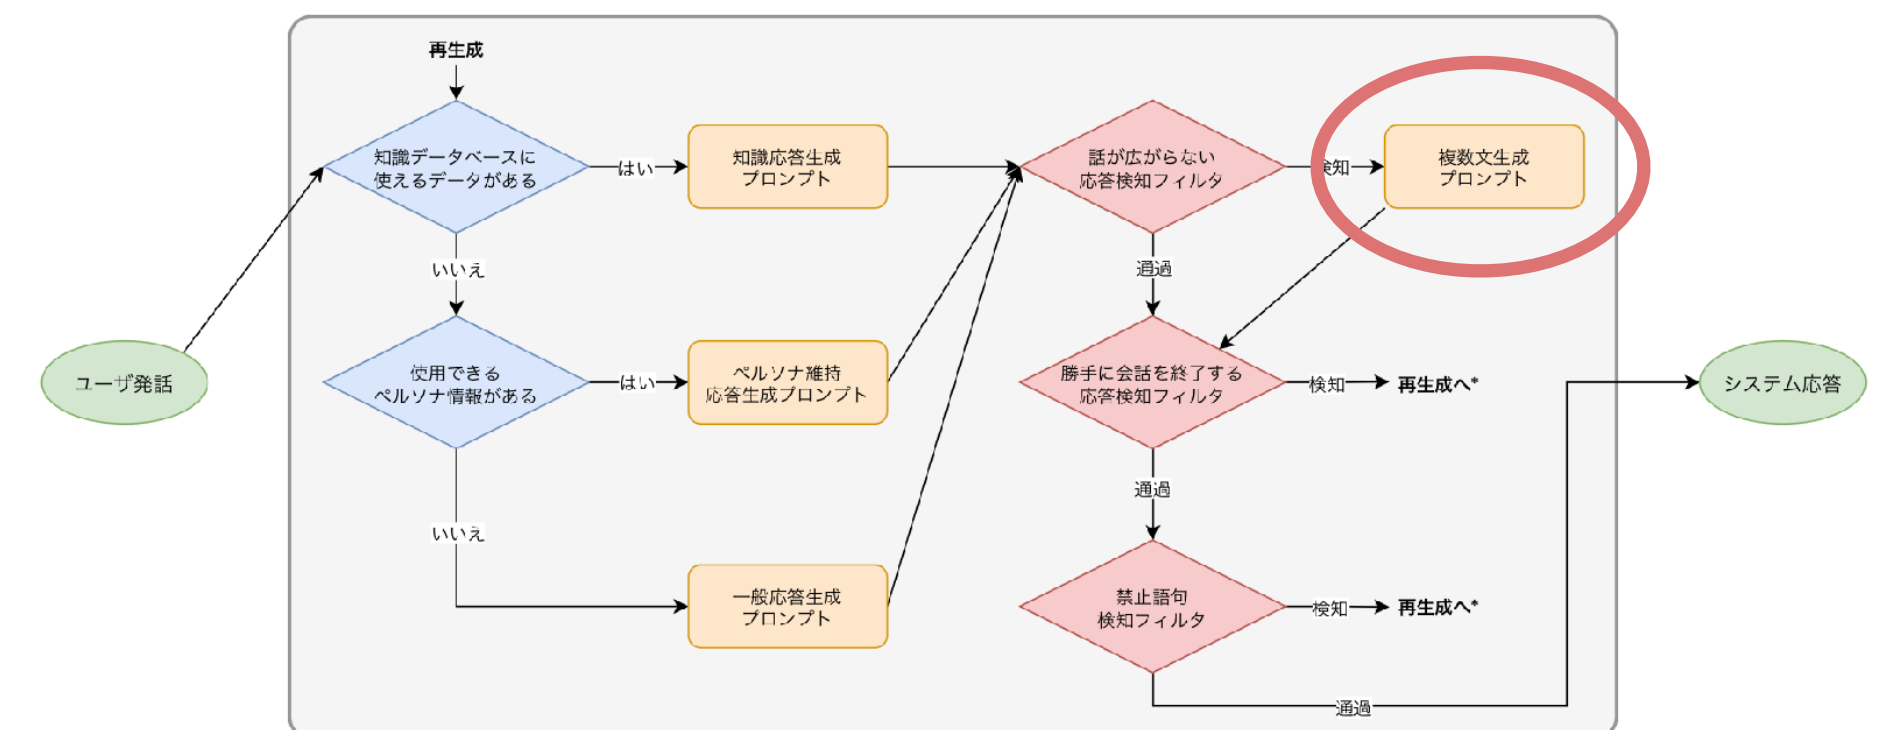 再生成
知識データベースに
使えるデータがある
はい
知識応答生成
プロンプト
話が広がらない
応答検知フィルタ
検知
複数文生成
プロンプト
いいえ
通過
ユーザ発話
使用できる
ペルソナ情報がある
はい
ペルソナ維持
応答生成プロンプト
勝手に会話を終了する
応答検知フィルタ
検知
再生成へ*
システム応答
いいえ
通過
一般応答生成
プロンプト
禁止語句
検知フィルタ
検知
再生成へ*
通過